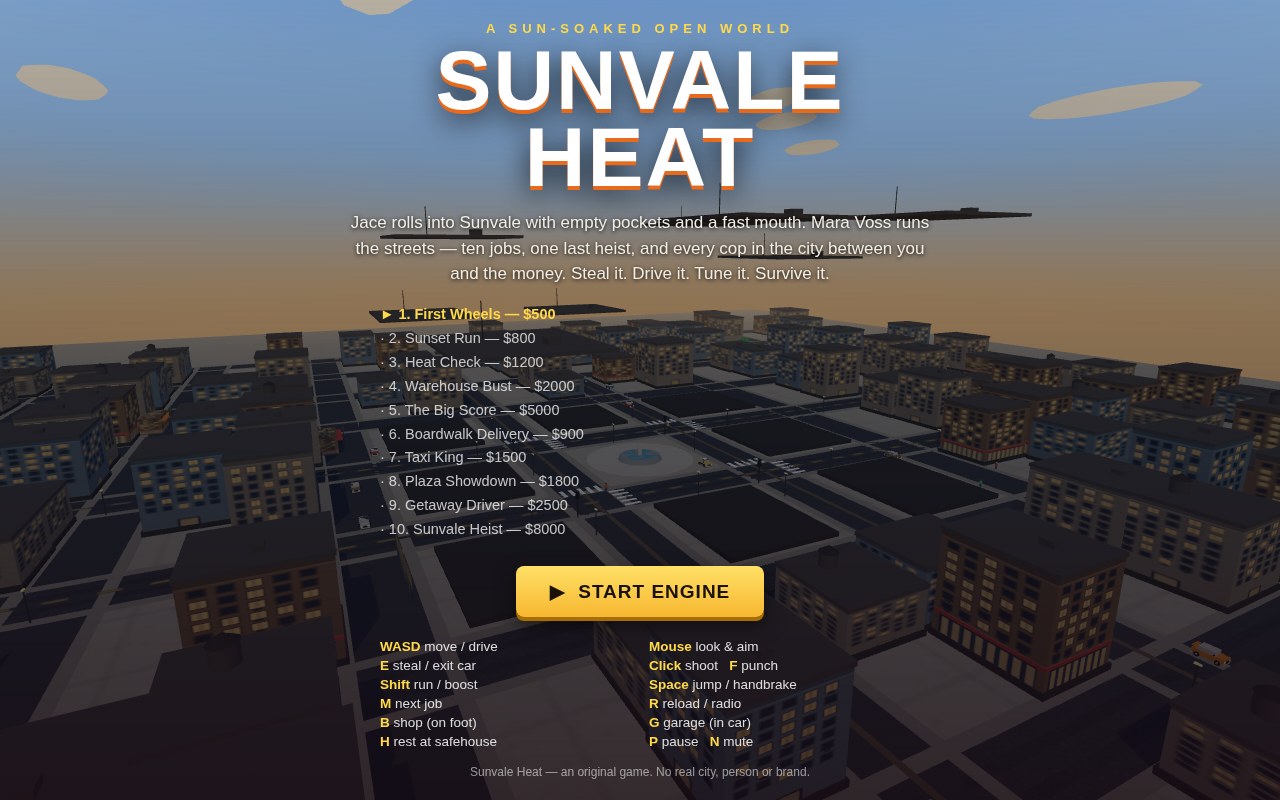 A SUN-SOAKED OPEN WORLD
SUNVALE
HEAT
Jace rolls into Sunvale with empty pockets and a fast mouth. Mara Voss runs
the streets — ten jobs, one last heist, and every cop in the city between you
and the money. Steal it. Drive it. Tune it. Survive it.
► 1. First Wheels — $500
· 2. Sunset Run — $800
· 3. Heat Check — $1200
· 4. Warehouse Bust — $2000
· 5. The Big Score — $5000
· 6. Boardwalk Delivery — $900
· 7. Taxi King — $1500
· 8. Plaza Showdown — $1800
· 9. Getaway Driver — $2500
· 10. Sunvale Heist — $8000
► START ENGINE
WASD move / drive
Mouse look & aim
E steal / exit car
Click shoot F punch
Shift run / boost
Space jump / handbrake
M next job
R reload / radio
B shop (on foot)
G garage (in car)
H rest at safehouse
P pause N mute
Sunvale Heat — an original game. No real city, person or brand.